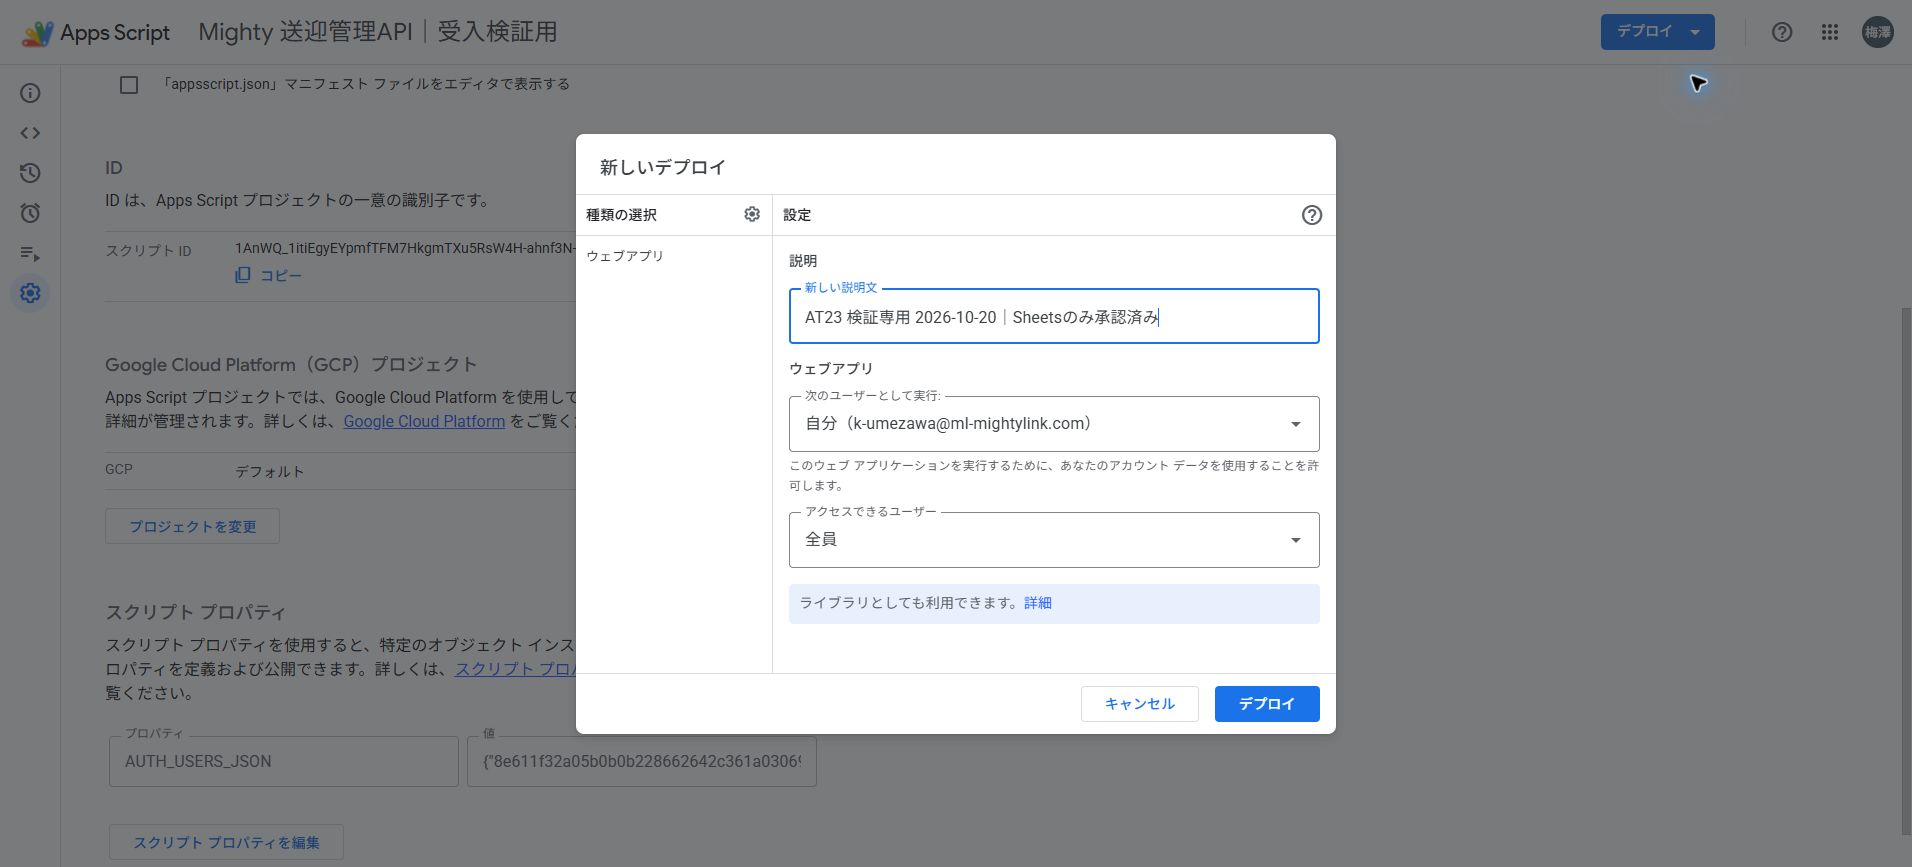 Apps Script
Mighty 送迎管理API｜受入検証用
デプロイ
梅澤
「appsscript.json」マニフェスト ファイルをエディタで表示する
ID
ID は、Apps Script プロジェクトの一意の識別子です。
スクリプト ID
1AnWQ_1itiEgyEYpmfTFM7HkgmTXu5RsW4H-ahnf3N-
コピー
Google Cloud Platform（GCP）プロジェクト
Apps Script プロジェクトでは、Google Cloud Platform を使用して
詳細が管理されます。詳しくは、Google Cloud Platform をご覧く
GCP
デフォルト
プロジェクトを変更
スクリプト プロパティ
スクリプト プロパティを使用すると、特定のオブジェクト インス
ロパティを定義および公開できます。詳しくは、スクリプト プロ
覧ください。
プロパティ
値
AUTH_USERS_JSON
{"8e611f32a05b0b0b228662642c361a0306
スクリプト プロパティを編集
新しいデプロイ
種類の選択
設定
ウェブアプリ
説明
新しい説明文
AT23 検証専用 2026-10-20｜Sheetsのみ承認済み
ウェブアプリ
次のユーザーとして実行:
自分（k-umezawa@ml-mightylink.com）
このウェブ アプリケーションを実行するために、あなたのアカウント データを使用することを許
可します。
アクセスできるユーザー
全員
ライブラリとしても利用できます。詳細
キャンセル
デプロイ